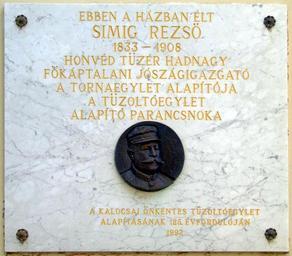 EBBEN A HÁZBAN ÉLT
SIMIG REZSŐ
1833 – 1908
HONVÉD TÜZÉR HADNAGY
FŐKÁPTALANI JÓSZÁGIGAZGATÓ
A TORNAEGYLET ALAPÍTÓJA
A TŰZOLTÓEGYLET
ALAPÍTÓ PARANCSNOKA
A KALOCSAI ÖNKÉNTES TŰZOLTÓEGYLET
ALAPÍTÁSÁNAK 125. ÉVFORDULÓJÁN